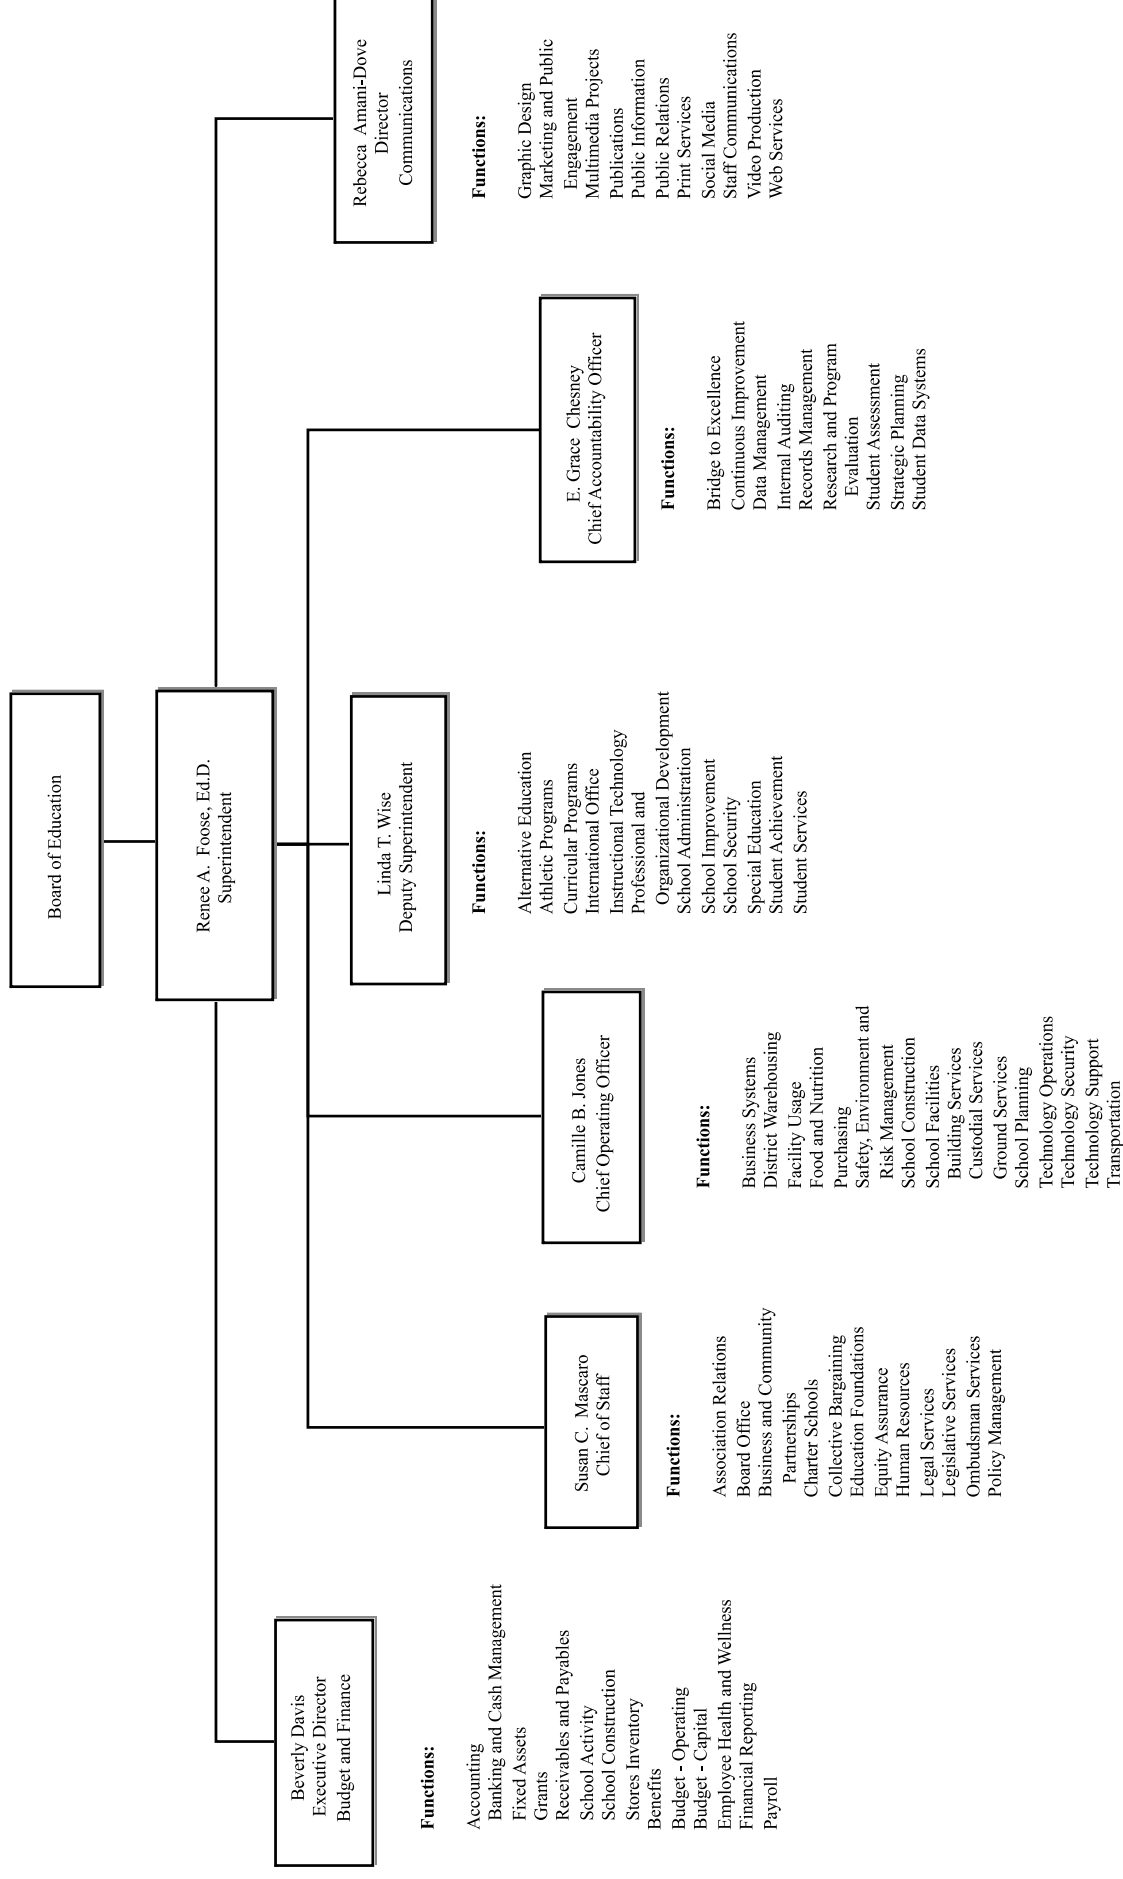 Board of Education
Renee A. Foose, Ed.D.
Superintendent
Beverly Davis
Executive Director
Budget and Finance
Functions:
Accounting
Banking and Cash Management
Fixed Assets
Grants
Receivables and Payables
School Activity
School Construction
Stores Inventory
Benefits
Budget - Operating
Budget - Capital
Employee Health and Wellness
Financial Reporting
Payroll
Susan C. Mascaro
Chief of Staff
Functions:
Association Relations
Board Office
Business and Community
Partnerships
Charter Schools
Collective Bargaining
Education Foundations
Equity Assurance
Human Resources
Legal Services
Legislative Services
Ombudsman Services
Policy Management
Camille B. Jones
Chief Operating Officer
Functions:
Business Systems
District Warehousing
Facility Usage
Food and Nutrition
Purchasing
Safety, Environment and
Risk Management
School Construction
School Facilities
Building Services
Custodial Services
Ground Services
School Planning
Technology Operations
Technology Security
Technology Support
Transportation
Linda T. Wise
Deputy Superintendent
Functions:
Alternative Education
Athletic Programs
Curricular Programs
International Office
Instructional Technology
Professional and
Organizational Development
School Administration
School Improvement
School Security
Special Education
Student Achievement
Student Services
E. Grace Chesney
Chief Accountability Officer
Functions:
Bridge to Excellence
Continuous Improvement
Data Management
Internal Auditing
Records Management
Research and Program
Evaluation
Student Assessment
Strategic Planning
Student Data Systems
Rebecca Amani-Dove
Director
Communications
Functions:
Graphic Design
Marketing and Public
Engagement
Multimedia Projects
Publications
Public Information
Public Relations
Print Services
Social Media
Staff Communications
Video Production
Web Services